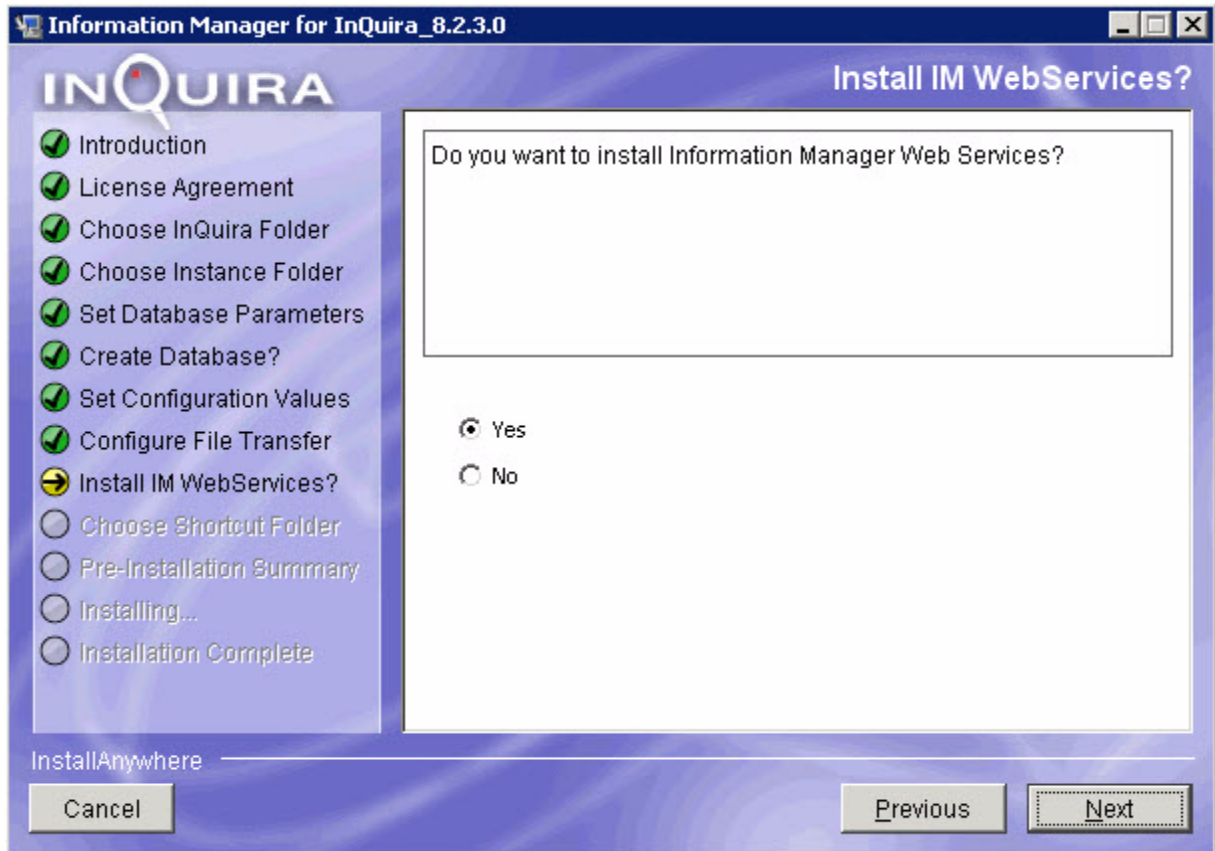 Information Manager for InQuira_8.2.3.0
INQUIRA
Install IM WebServices?
Introduction
License Agreement
Choose InQuira Folder
Choose Instance Folder
Set Database Parameters
Create Database?
Set Configuration Values
Configure File Transfer
Install IM WebServices?
Choose Shortcut Folder
Pre-Installation Summary
Installing...
Installation Complete
Do you want to install Information Manager Web Services?
Yes
No
InstallAnywhere
Cancel
Previous
Next